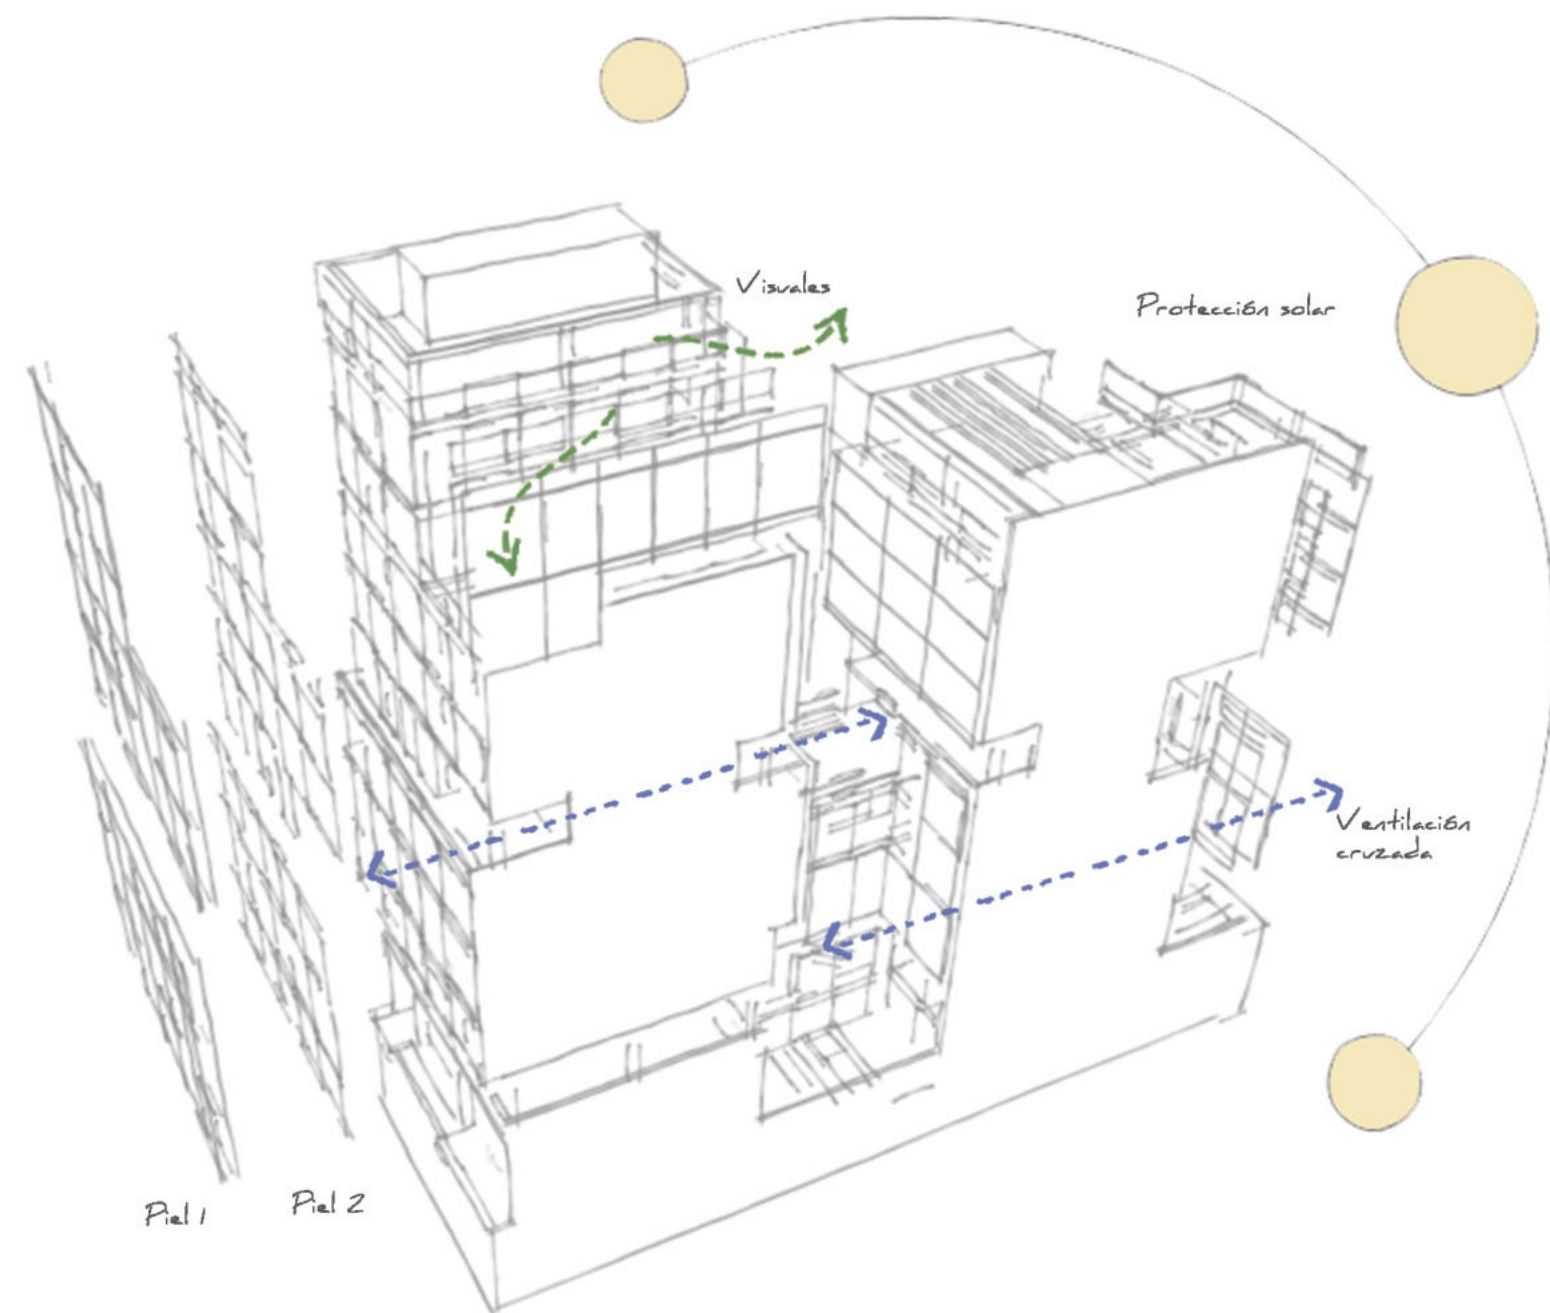 Visuales
Protección solar
Ventilación
cruzada
Piel 1
Piel 2